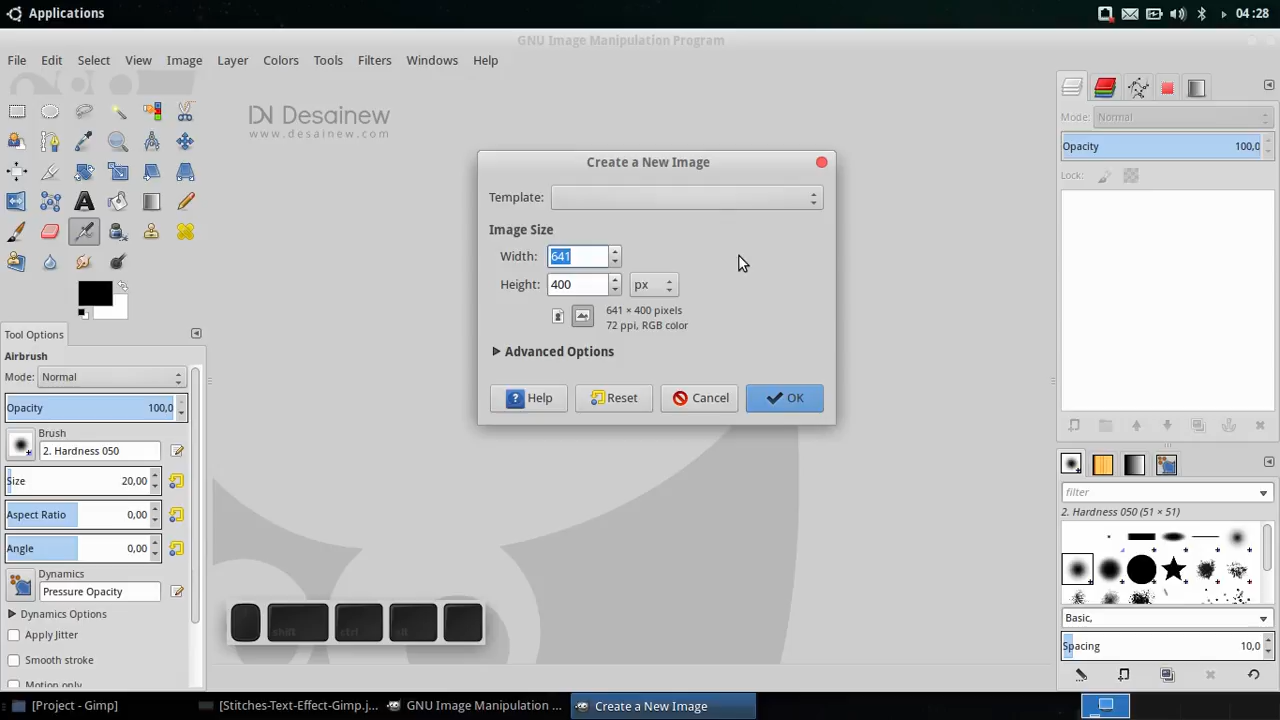 Applications
04:28
GNU Image Manipulation Program
File Edit Select View Image Layer Colors Tools Filters Windows Help
DN Desainew
www.desainew.com
Create a New Image
Template:
Image Size
Width: 641
Height: 400 px
641 × 400 pixels
72 ppi, RGB color
Advanced Options
Help Reset Cancel OK
Tool Options
Airbrush
Mode: Normal
Opacity 100,0
Brush
2. Hardness 050
Size 20,00
Aspect Ratio 0,00
Angle 0,00
Dynamics
Pressure Opacity
Dynamics Options
Apply Jitter
Smooth stroke
Motion only
shift ctrl alt
Mode: Normal
Opacity 100,0
Lock:
filter
2. Hardness 050 (51 × 51)
Basic,
Spacing 10,0
[Project - Gimp] [Stitches-Text-Effect-Gimp.j... GNU Image Manipulation ... Create a New Image